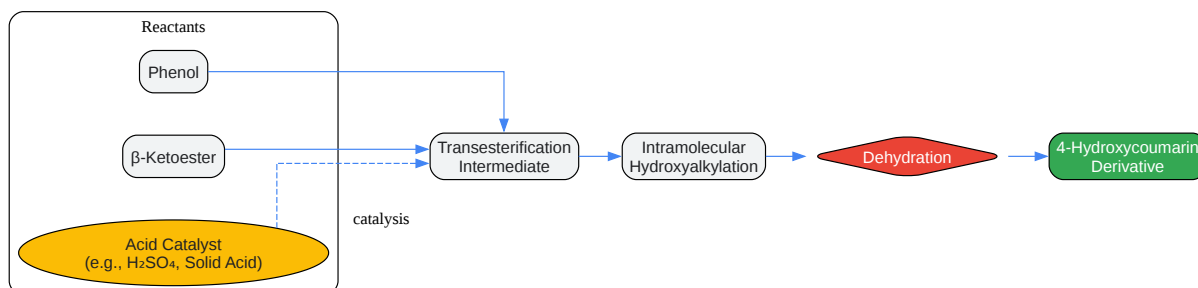 Reactants
Phenol
β-Ketoester
Acid Catalyst
(e.g., H₂SO₄, Solid Acid)
catalysis
Transesterification
Intermediate
Intramolecular
Hydroxyalkylation
Dehydration
4-Hydroxycoumarin
Derivative